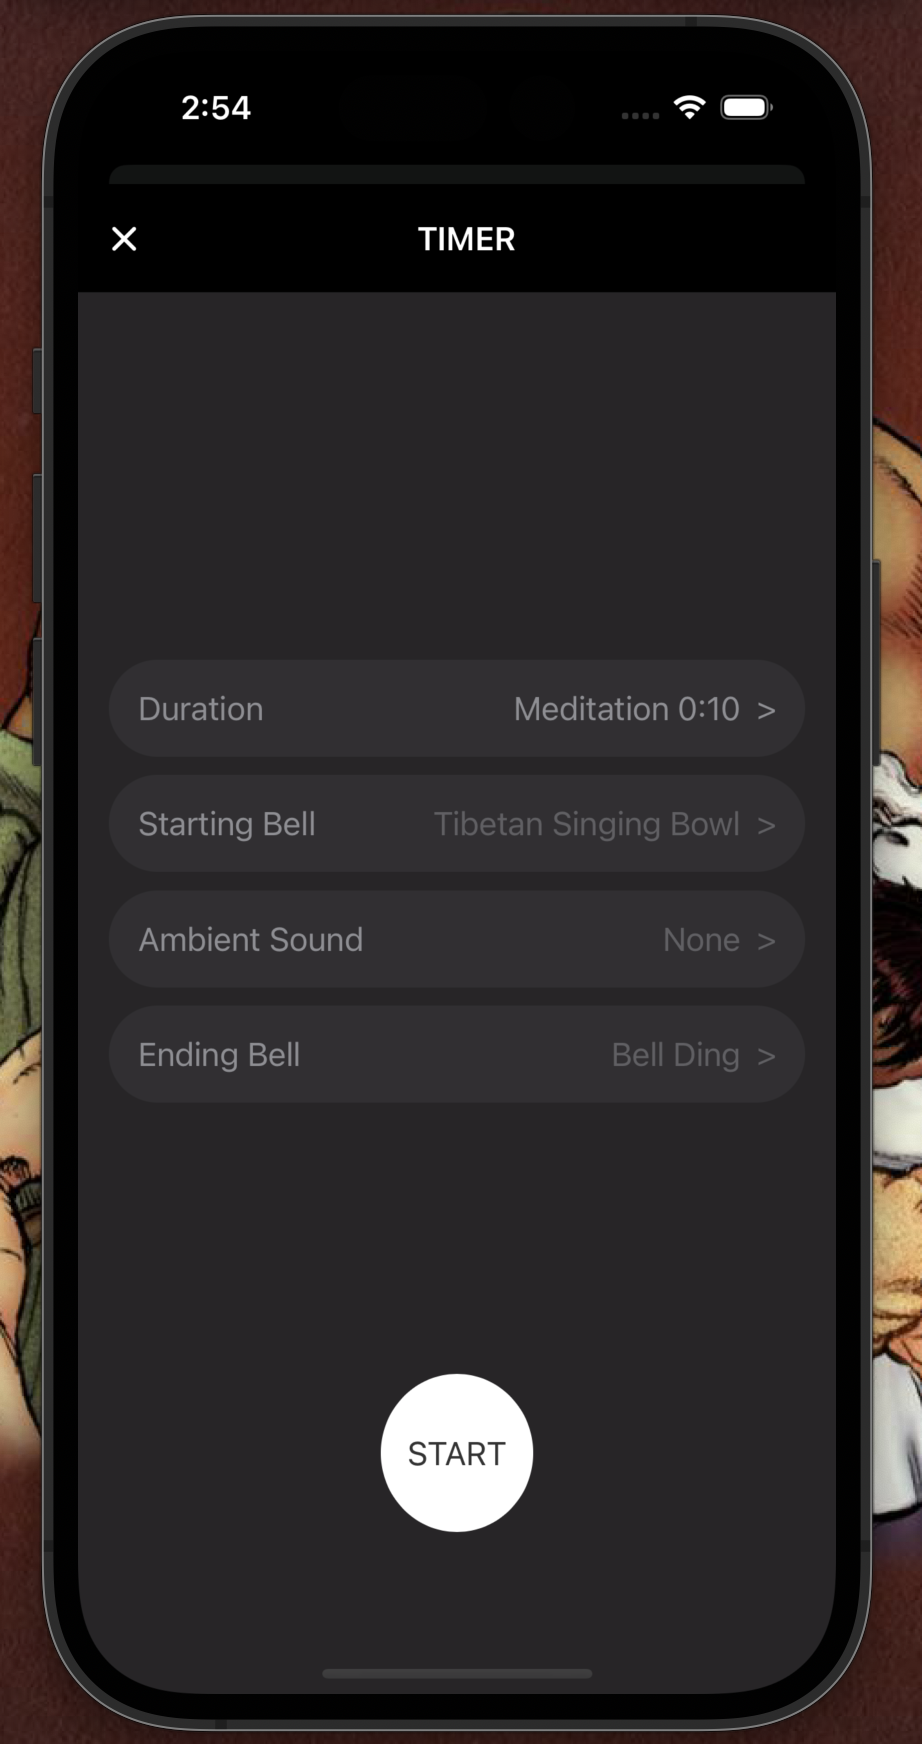 2:54
TIMER
Duration Meditation 0:10 >
Starting Bell Tibetan Singing Bowl >
Ambient Sound None >
Ending Bell Bell Ding >
START